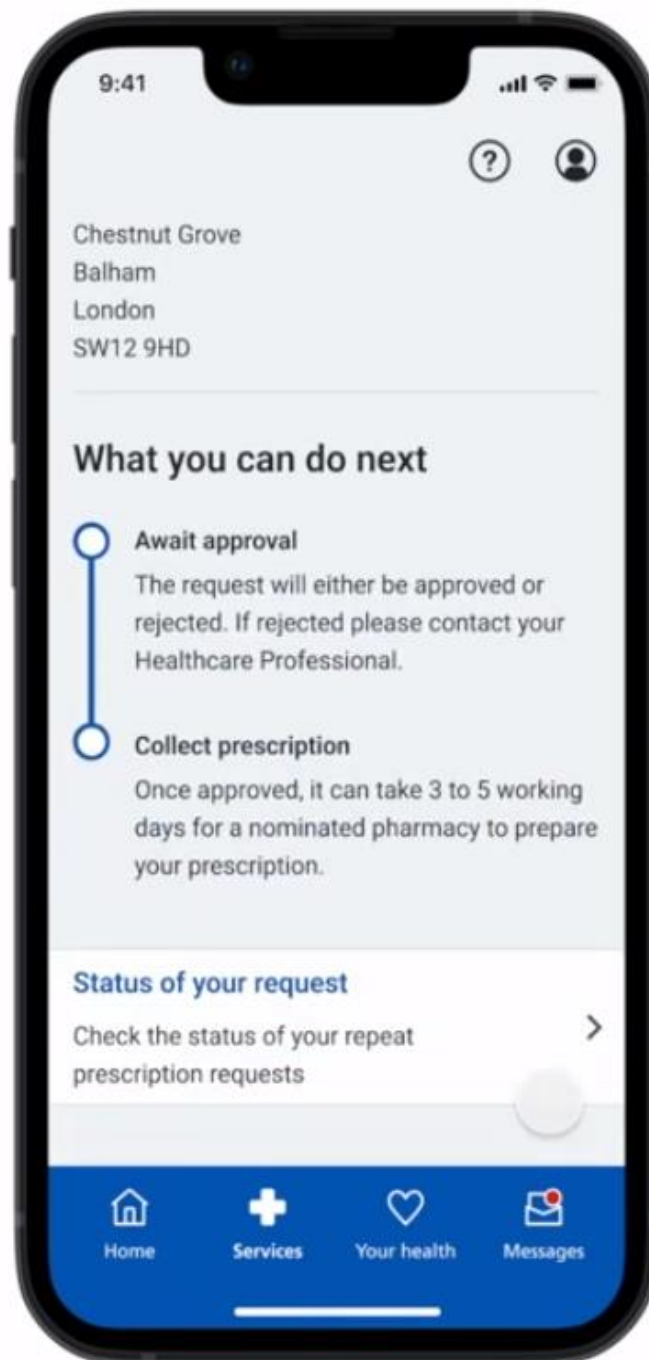 9:41
?
Chestnut Grove
Balham
London
SW12 9HD
What you can do next
Await approval
The request will either be approved or
rejected. If rejected please contact your
Healthcare Professional.
Collect prescription
Once approved, it can take 3 to 5 working
days for a nominated pharmacy to prepare
your prescription.
Status of your request
Check the status of your repeat
prescription requests
Home Services Your health Messages